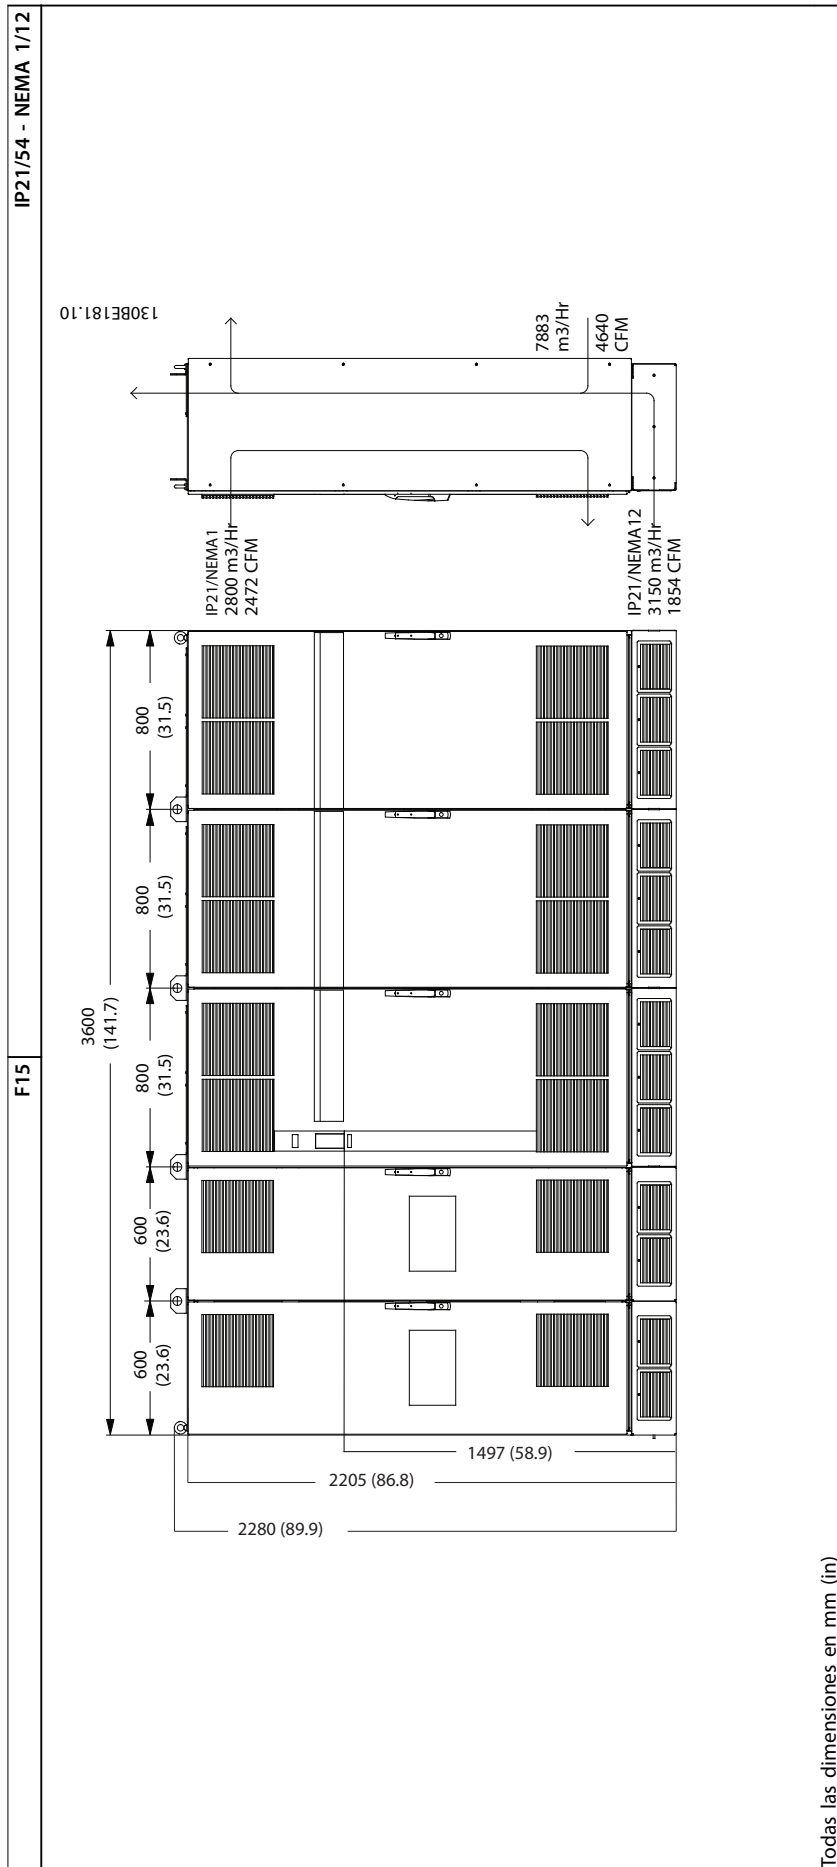 F15
IP21/54 - NEMA 1/12
130BE181.10
3600
(141.7)
600
(23.6)
600
(23.6)
800
(31.5)
800
(31.5)
800
(31.5)
IP21/NEMA1
2800 m3/Hr
2472 CFM
7883
m3/Hr
4640
CFM
IP21/NEMA12
3150 m3/Hr
1854 CFM
1497 (58.9)
2205 (86.8)
2280 (89.9)
Todas las dimensiones en mm (in)